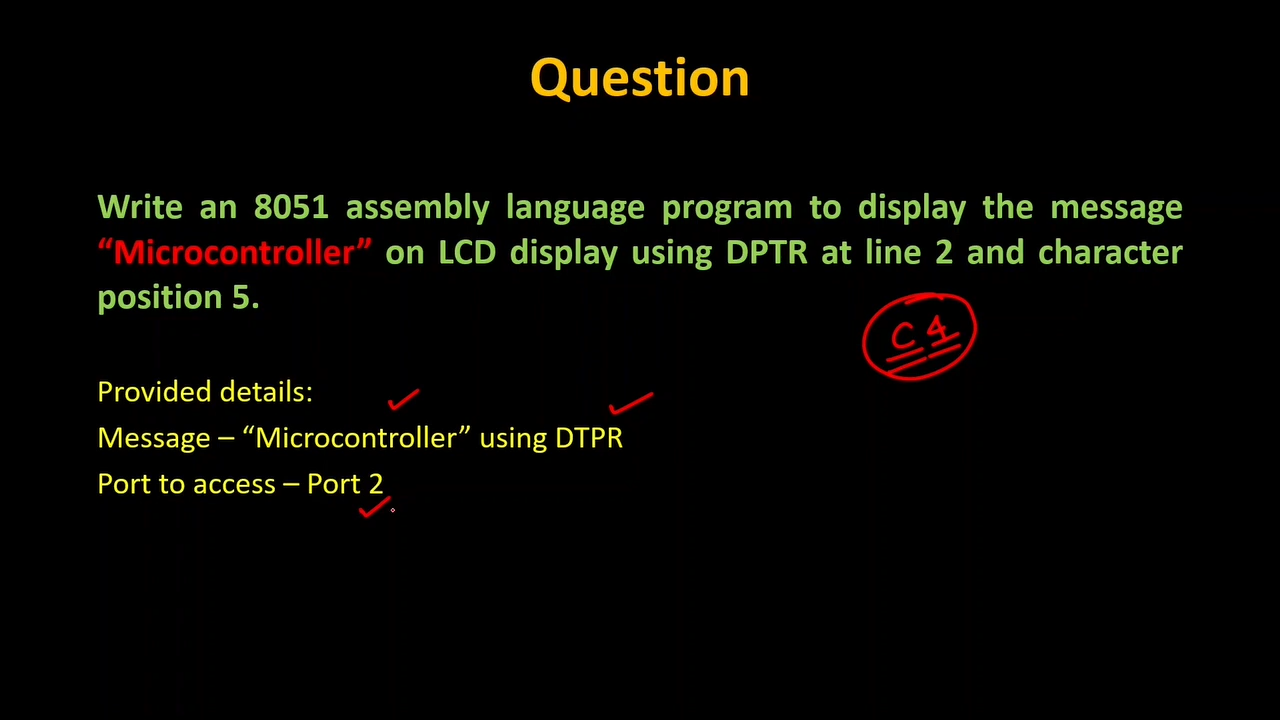 Question
Write an 8051 assembly language program to display the message
“Microcontroller” on LCD display using DPTR at line 2 and character
position 5.
C4
Provided details:
Message – “Microcontroller” using DTPR
Port to access – Port 2